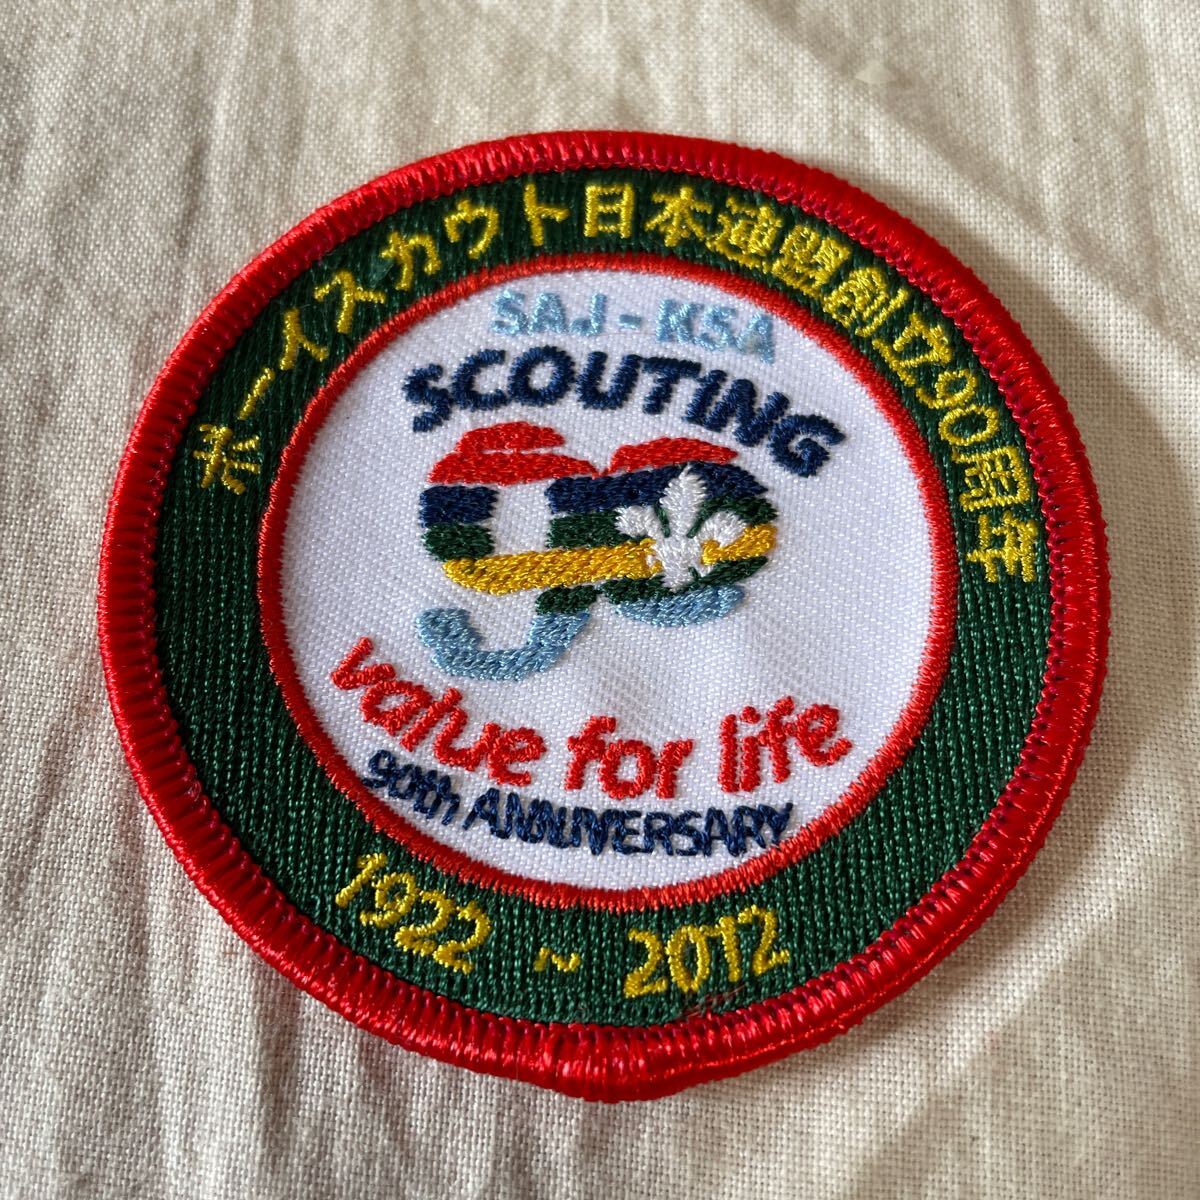 ボーイスカウト日本連盟創立90周年
SAJ - KSA
SCOUTING
90
value for life
90th ANNIVERSARY
1922 ~ 2012